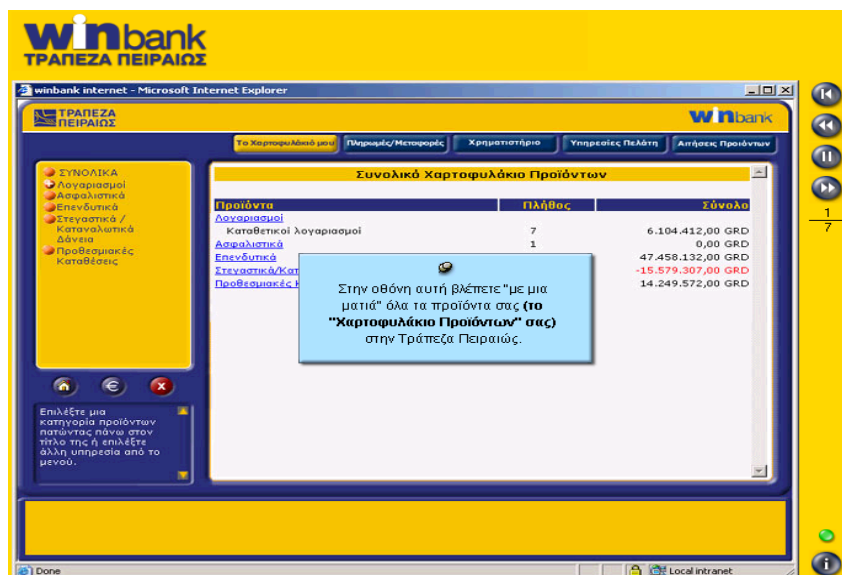 winbank
ΤΡΑΠΕΖΑ ΠΕΙΡΑΙΩΣ
winbank internet - Microsoft Internet Explorer
ΤΡΑΠΕΖΑ
ΠΕΙΡΑΙΩΣ
winbank
Το Χαρτοφυλάκιό μου
Πληρωμές/Μεταφορές
Χρηματιστήριο
Υπηρεσίες Πελάτη
Αιτήσεις Προϊόντων
ΣΥΝΟΛΙΚΑ
Λογαριασμοί
Ασφαλιστικά
Επενδυτικά
Στεγαστικά /
Καταναλωτικά
Δάνεια
Προθεσμιακές
Καταθέσεις
Συνολικό Χαρτοφυλάκιο Προϊόντων
Προϊόντα Πλήθος Σύνολο
Λογαριασμοί
Καταθετικοί λογαριασμοί 7 6.104.412,00 GRD
Ασφαλιστικά 1 0,00 GRD
Επενδυτικά 47.458.132,00 GRD
Στεγαστικά/Κατ -15.579.307,00 GRD
Προθεσμιακές 14.249.572,00 GRD
Στην οθόνη αυτή βλέπετε "με μια
ματιά" όλα τα προϊόντα σας (το
"Χαρτοφυλάκιο Προϊόντων" σας)
στην Τράπεζα Πειραιώς.
€
x
Επιλέξτε μια
κατηγορία προϊόντων
πατώντας πάνω στον
τίτλο της ή επιλέξτε
άλλη υπηρεσία από το
μενού.
1
7
Done
Local intranet
i